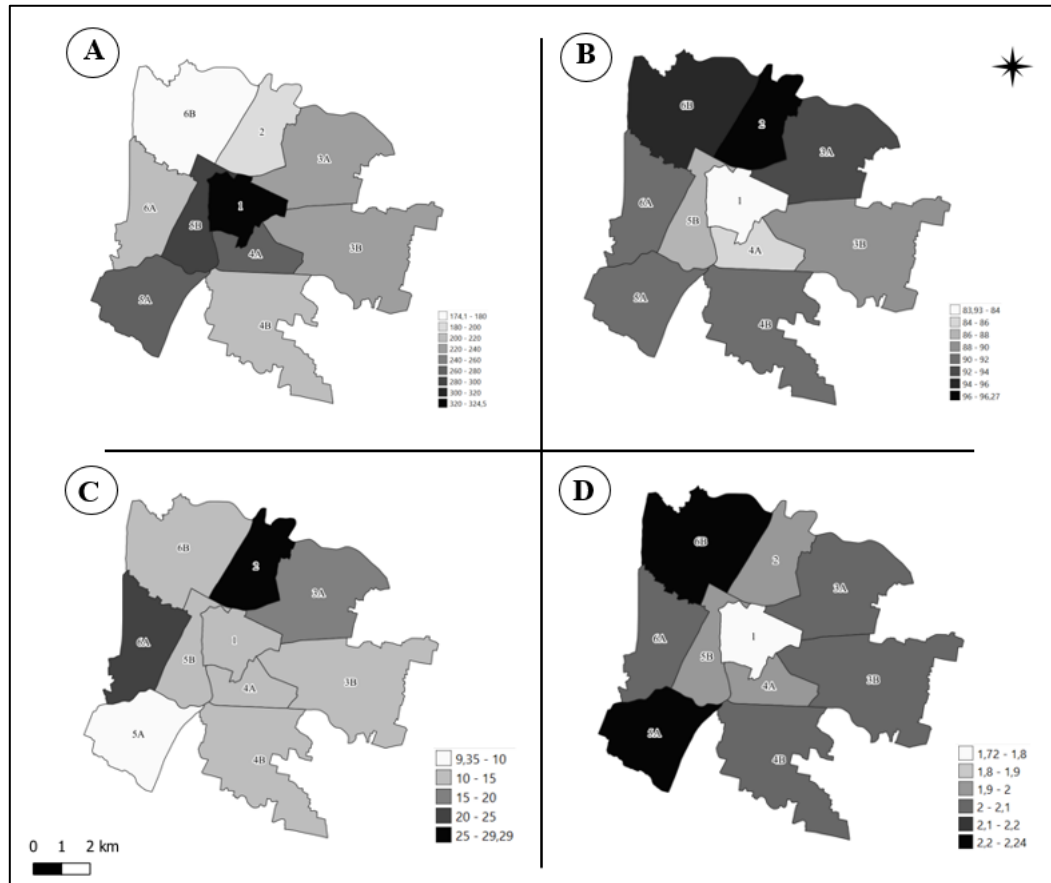 A
6B
2
3A
1
6A
5B
3B
4A
5A
4B
174,1 - 180
180 - 200
200 - 220
220 - 240
240 - 260
260 - 280
280 - 300
300 - 320
320 - 324,5
B
6B
2
3A
1
6A
5B
3B
4A
5A
4B
83,93 - 84
84 - 86
86 - 88
88 - 90
90 - 92
92 - 94
94 - 96
96 - 96,27
C
6B
2
3A
1
6A
5B
3B
4A
5A
4B
9,35 - 10
10 - 15
15 - 20
20 - 25
25 - 29,29
0 1 2 km
D
6B
2
3A
1
6A
5B
3B
4A
5A
4B
1,72 - 1,8
1,8 - 1,9
1,9 - 2
2 - 2,1
2,1 - 2,2
2,2 - 2,24